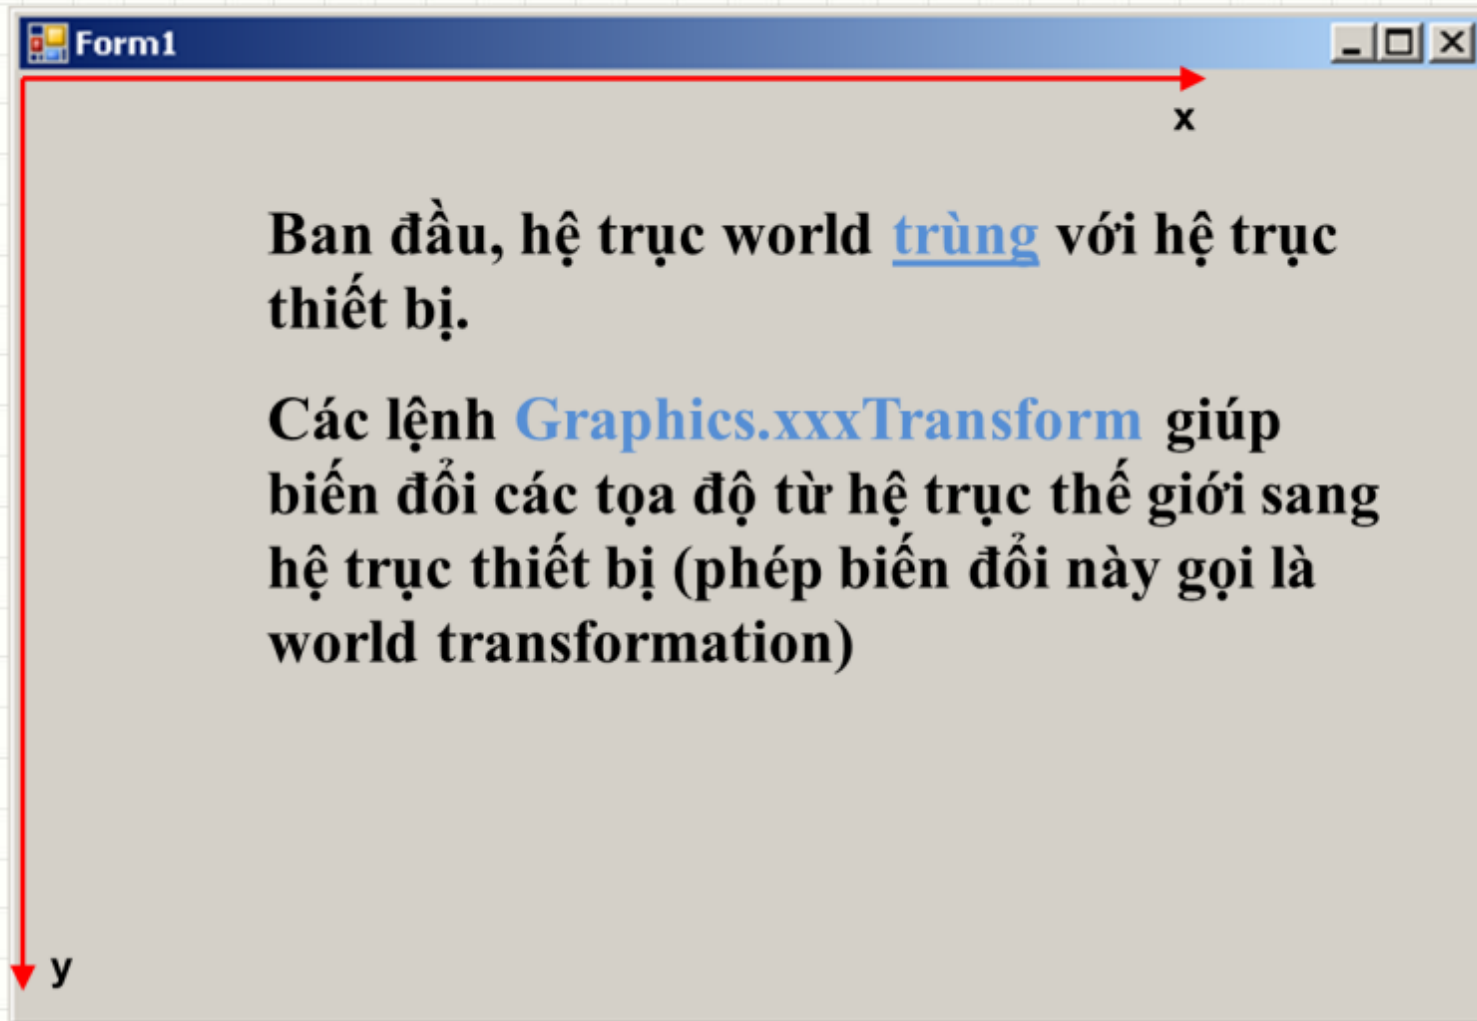 Form1
x
Ban đầu, hệ trục world trùng với hệ trục
thiết bị.
Các lệnh Graphics.xxxTransform giúp
biến đổi các tọa độ từ hệ trục thế giới sang
hệ trục thiết bị (phép biến đổi này gọi là
world transformation)
y